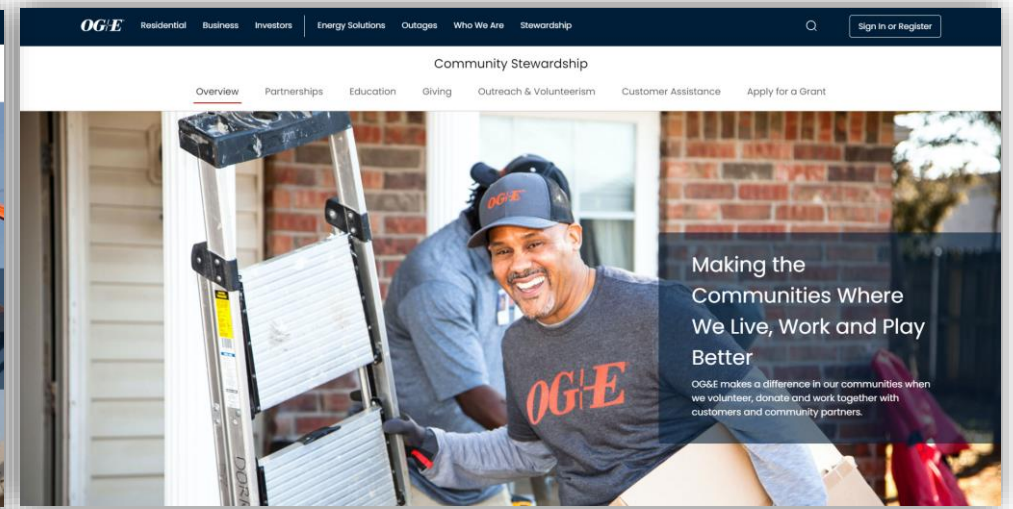 OG&E Residential Business Investors Energy Solutions Outages Who We Are Stewardship Sign In or Register
Community Stewardship
Overview Partnerships Education Giving Outreach & Volunteerism Customer Assistance Apply for a Grant
OG&E
OG&E
Making the
Communities Where
We Live, Work and Play
Better
OG&E makes a difference in our communities when
we volunteer, donate and work together with
customers and community partners.